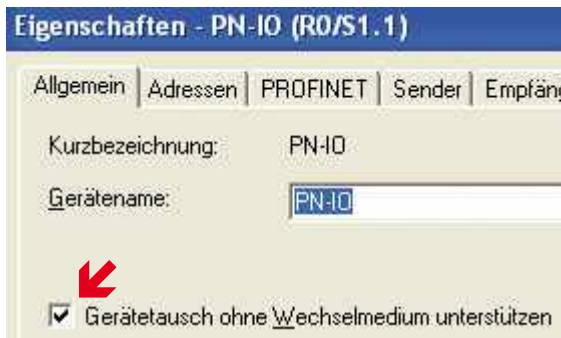 Eigenschaften - PN-IO (R0/S1.1)
Allgemein Adressen PROFINET Sender
Kurzbezeichnung: PN-IO
Gerätename: PN-IO
Gerätetausch ohne Wechselmedium unterstützen